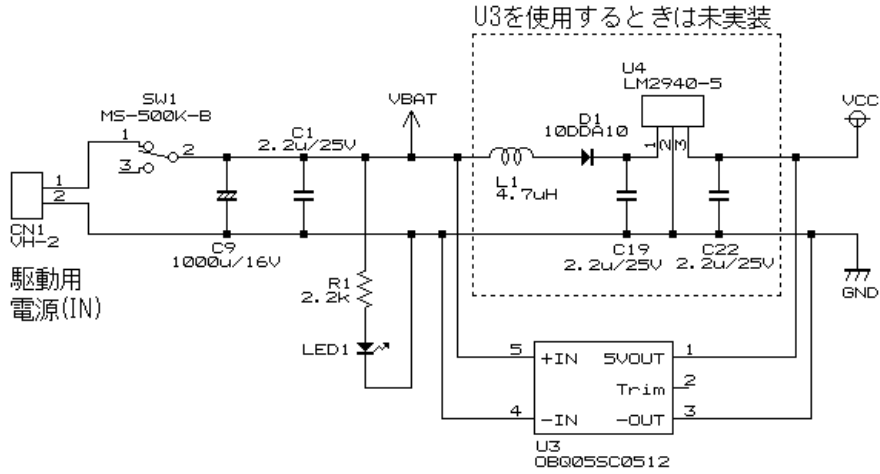 U3を使用するときは未実装
U4
LM2940-5
SW1
MS-500K-B
VBAT
VCC
C1
2.2u/25V
D1
10DDA10
1
2
3
1
2
3
L1
4.7uH
1
2
CN1
VH-2
C9
1000u/16V
C19
2.2u/25V
C22
2.2u/25V
GND
駆動用
電源(IN)
R1
2.2k
LED1
5
+IN
5VOUT
1
Trim
2
4
-IN
-OUT
3
U3
OBQ05SC0512